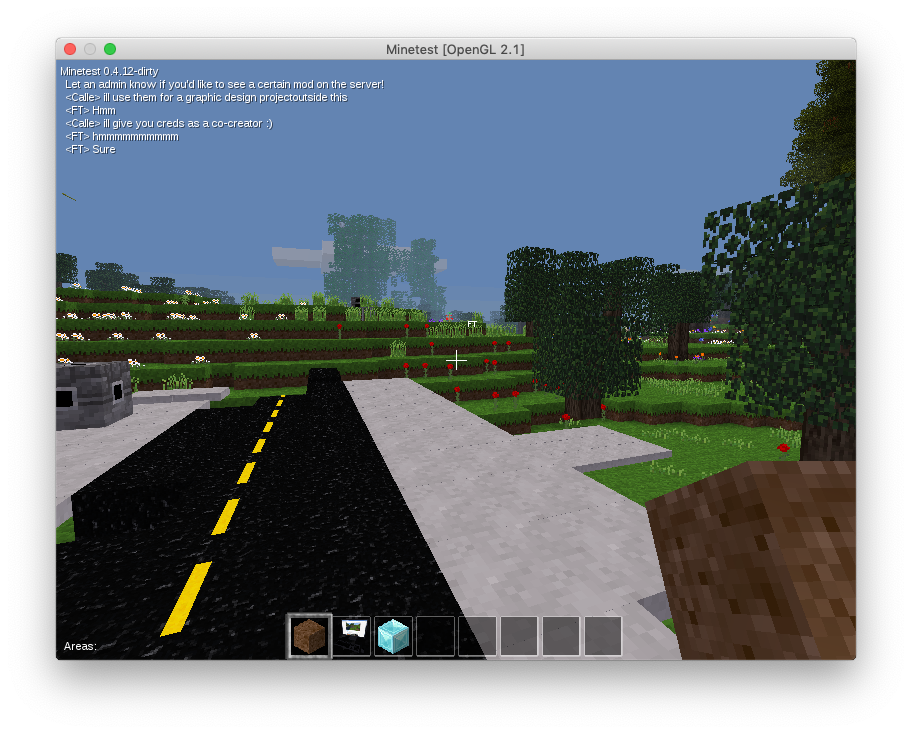 Minetest [OpenGL 2.1]
Minetest 0.4.12-dirty
Let an admin know if you'd like to see a certain mod on the server!
<Calle> ill use them for a graphic design projectoutside this
<FT> Hmm
<Calle> ill give you creds as a co-creator :)
<FT> hmmmmmmmmmm
<FT> Sure
FT
Areas: